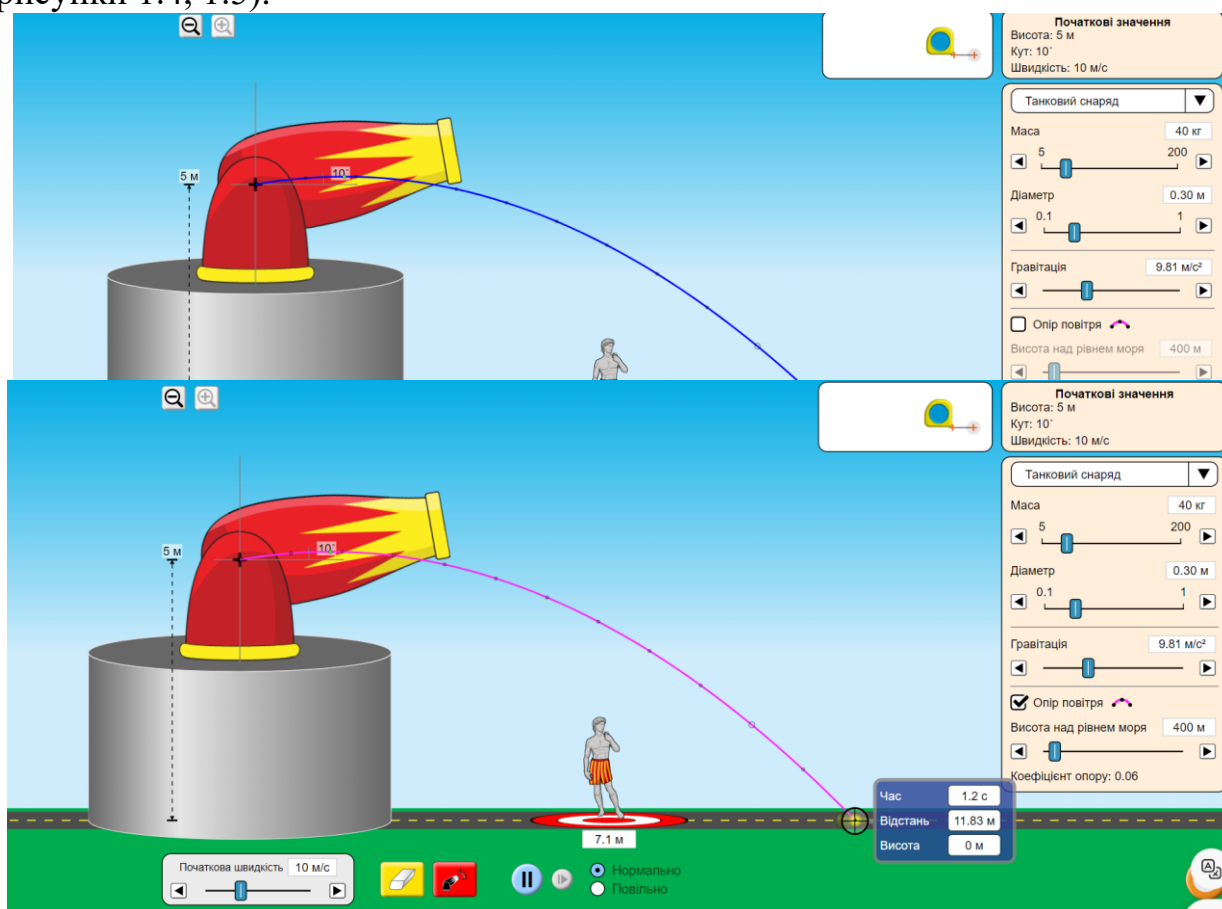 рисунки 1.4, 1.5).
Початкові значення
Висота: 5 м
Кут: 10°
Швидкість: 10 м/с
Танковий снаряд
Маса 40 кг
5 200
Діаметр 0.30 м
0.1 1
Гравітація 9.81 м/с²
Опір повітря
Висота над рівнем моря 400 м
5 м
10°
Початкові значення
Висота: 5 м
Кут: 10°
Швидкість: 10 м/с
Танковий снаряд
Маса 40 кг
5 200
Діаметр 0.30 м
0.1 1
Гравітація 9.81 м/с²
Опір повітря
Висота над рівнем моря 400 м
Коефіцієнт опору: 0.06
5 м
10°
Час 1.2 с
Відстань 11.83 м
Висота 0 м
7.1 м
Початкова швидкість 10 м/с
Нормально
Повільно